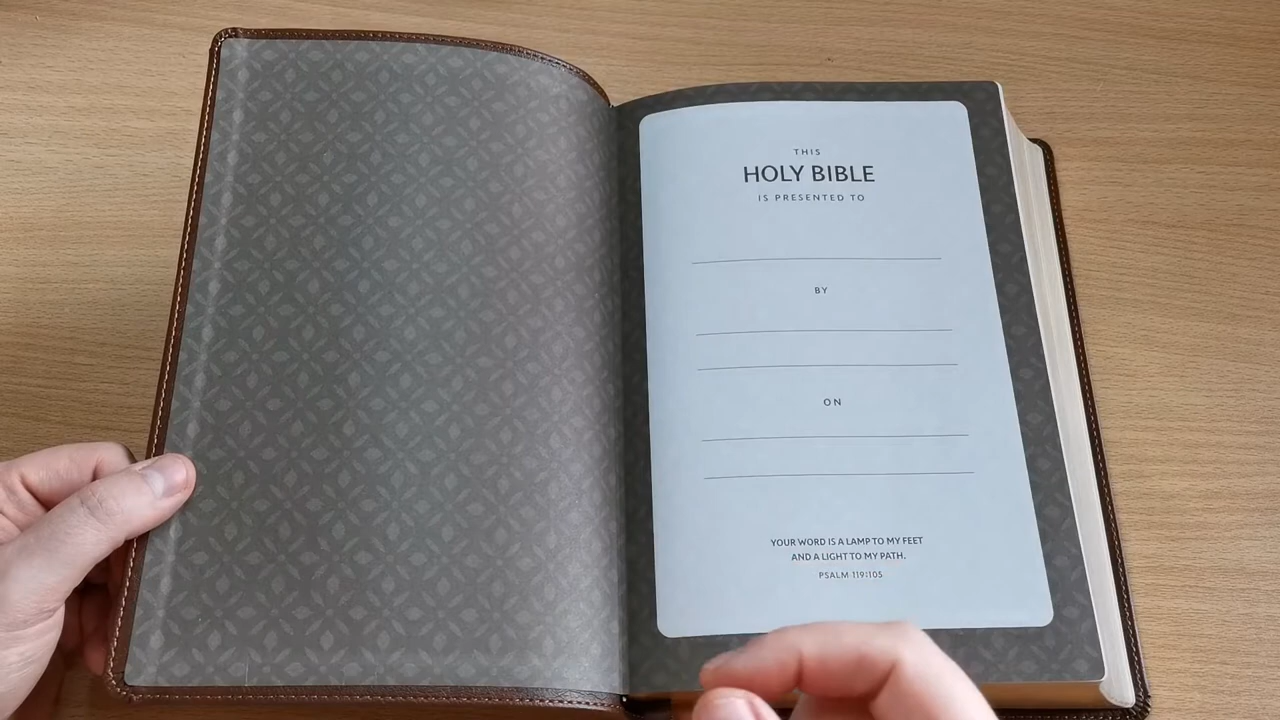 THIS
HOLY BIBLE
IS PRESENTED TO
BY
ON
YOUR WORD IS A LAMP TO MY FEET
AND A LIGHT TO MY PATH.
PSALM 119:105